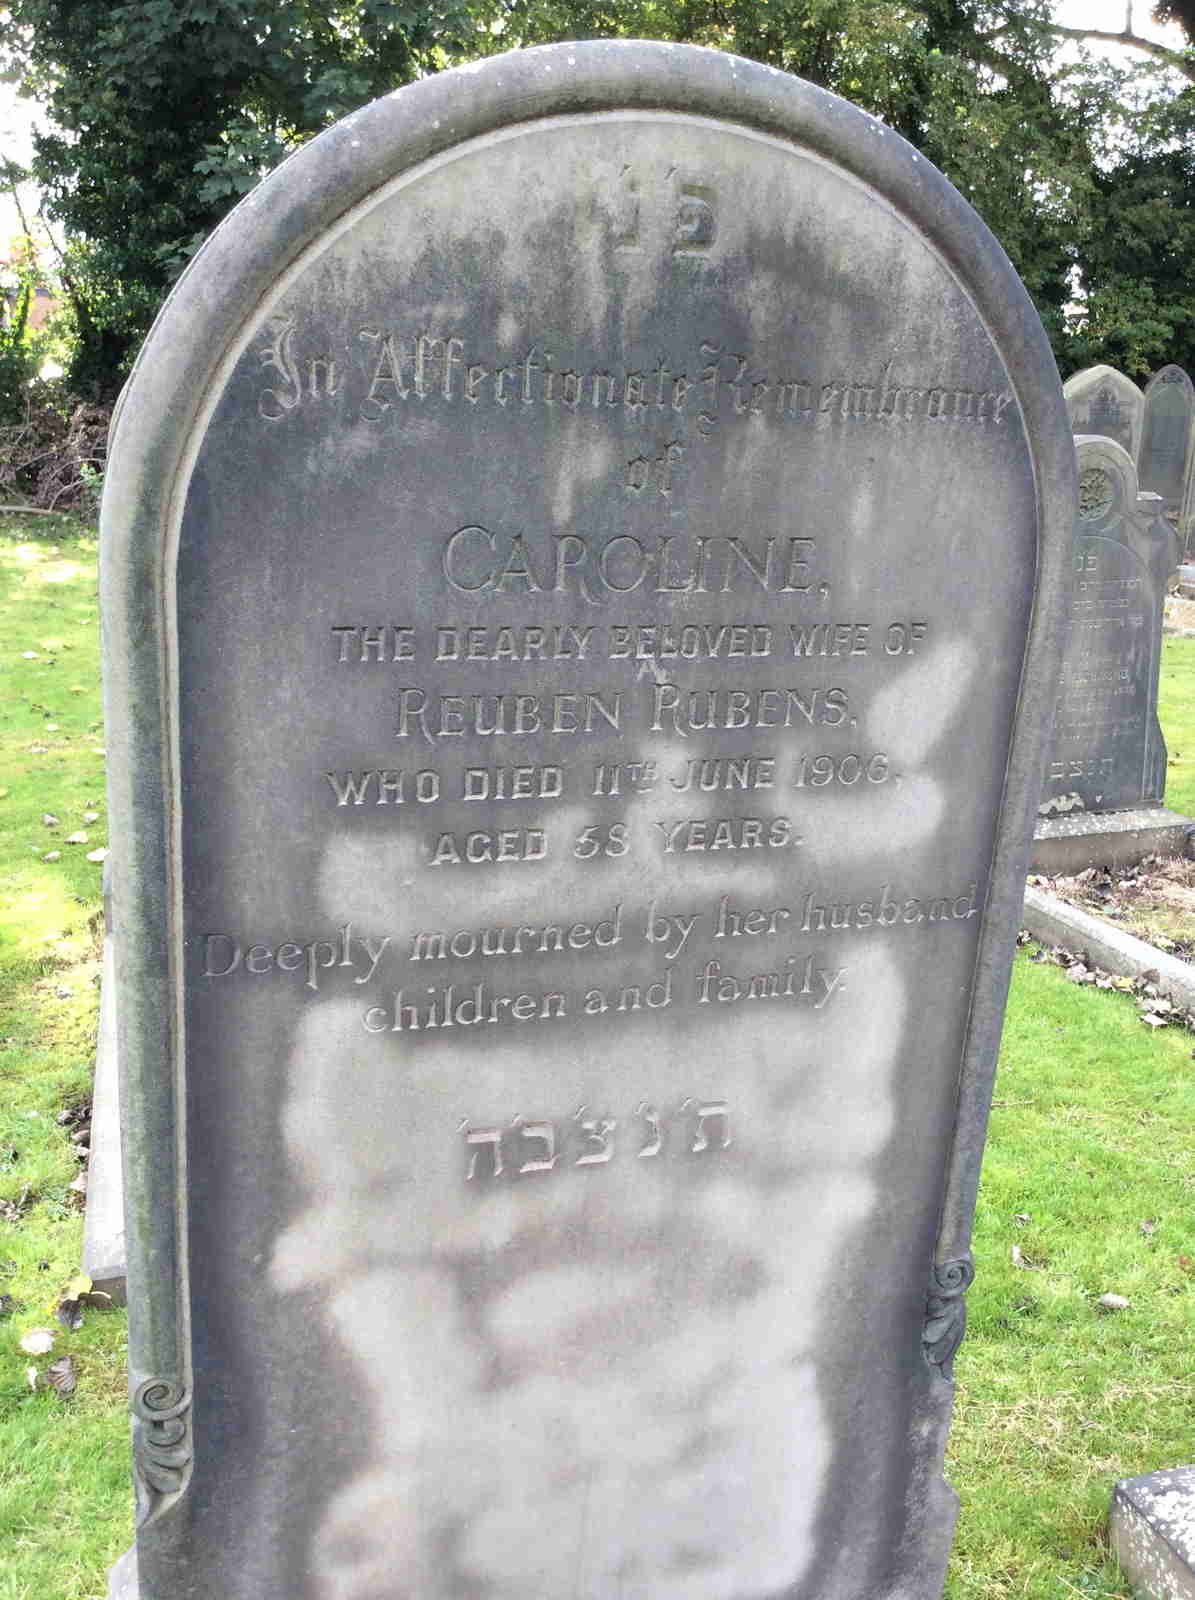 פ׳נ׳
In Affectionate Remembrance
of
CAROLINE,
THE DEARLY BELOVED WIFE OF
REUBEN RUBENS,
WHO DIED 11TH JUNE 1906,
AGED 58 YEARS.
Deeply mourned by her husband
children and family.
ת׳נ׳צ׳ב׳ה׳